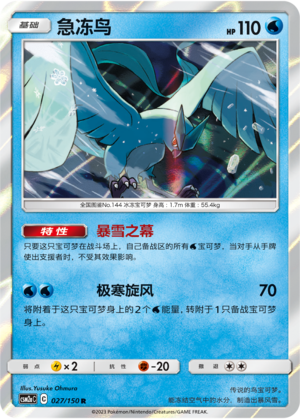 基础 急冻鸟 HP 110
全国图鉴No.144 冰冻宝可梦 身高：1.7m 体重：55.4kg
特性 暴雪之幕
只要这只宝可梦在战斗场上，自己备战区的所有宝可梦，当对手从手牌
使出支援者时，不受其效果影响。
极寒旋风 70
将附着于这只宝可梦身上的2个能量，转附于1只备战宝可梦
身上。
弱点 ×2 抗性 -20 撤退
Illus. Yusuke Ohmura
CSM2aC C 027/150 R
传说的鸟宝可梦。
能冻结空气中的水分，制造出暴风雪。
©2023 Pokémon/Nintendo/Creatures/GAME FREAK.